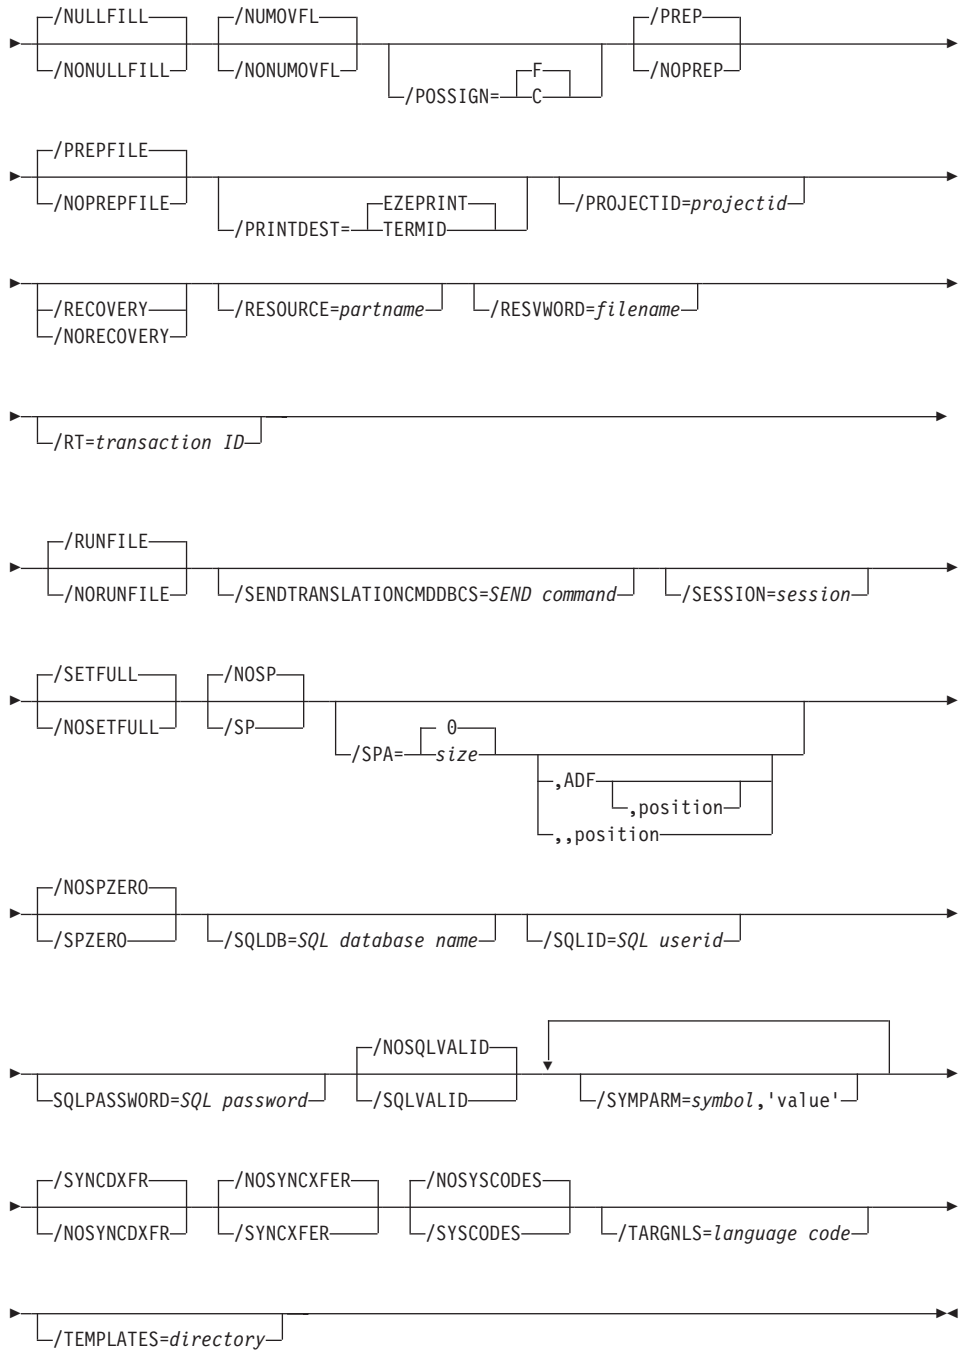 /NULLFILL /NUMOVFL /PREP
/NONULLFILL /NONUMOVFL F /NOPREP
/POSSIGN= C
/PREPFILE
/NOPREPFILE EZEPRINT /PROJECTID=projectid
/PRINTDEST= TERMID
/RECOVERY /RESOURCE=partname /RESVWORD=filename
/NORECOVERY
/RT=transaction ID
/RUNFILE
/NORUNFILE /SENDTRANSLATIONCMDDBCS=SEND command /SESSION=session
/SETFULL /NOSP
/NOSETFULL /SP 0
/SPA= size
,ADF
,position
,,position
/NOSPZERO
/SPZERO /SQLDB=SQL database name /SQLID=SQL userid
/NOSQLVALID
SQLPASSWORD=SQL password /SQLVALID /SYMPARM=symbol,'value'
/SYNCDXFR /NOSYNCXFER /NOSYSCODES
/NOSYNCDXFR /SYNCXFER /SYSCODES /TARGNLS=language code
/TEMPLATES=directory